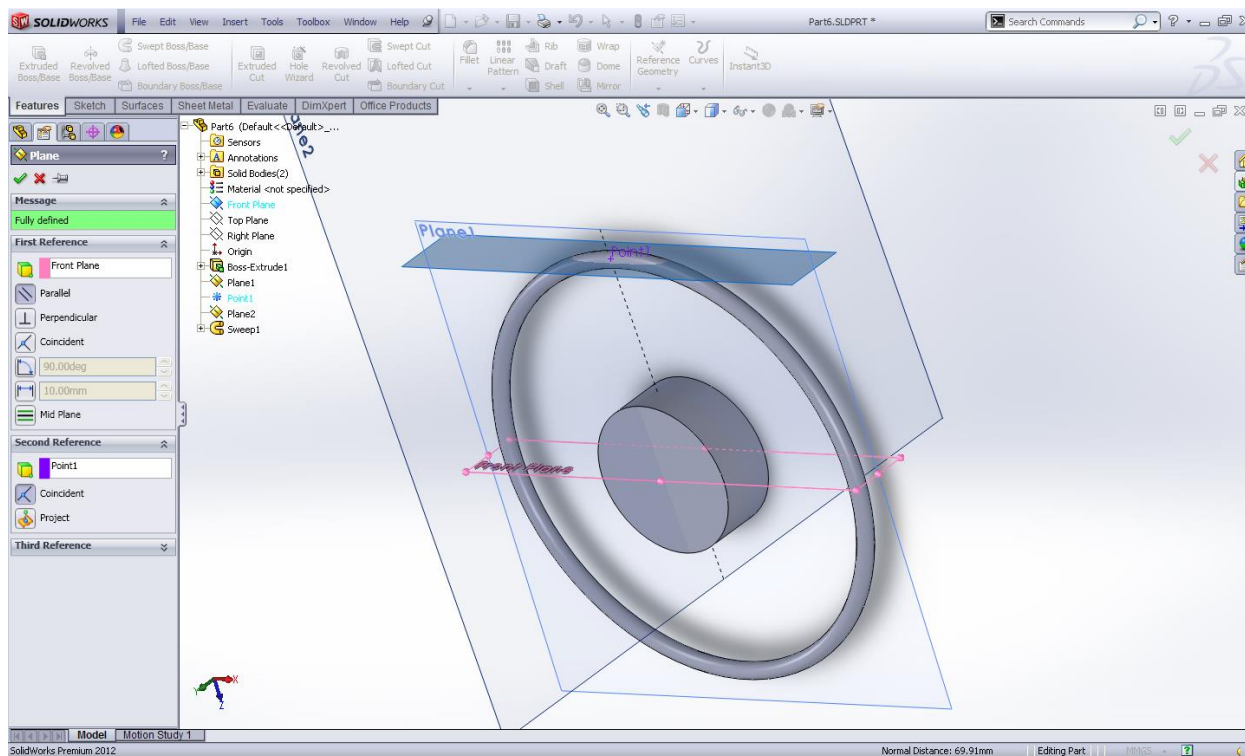 SOLIDWORKS File Edit View Insert Tools Toolbox Window Help Part6.SLDPRT * Search Commands
Extruded Boss/Base
Revolved Boss/Base
Swept Boss/Base
Lofted Boss/Base
Boundary Boss/Base
Extruded Cut
Hole Wizard
Revolved Cut
Swept Cut
Lofted Cut
Boundary Cut
Fillet
Linear Pattern
Rib
Draft
Shell
Wrap
Dome
Mirror
Reference Geometry
Curves
Instant3D
Features Sketch Surfaces Sheet Metal Evaluate DimXpert Office Products
Plane ?
Message
Fully defined
First Reference
Front Plane
Parallel
Perpendicular
Coincident
90.00deg
10.00mm
Mid Plane
Second Reference
Point1
Coincident
Project
Third Reference
Part6 (Default<<Default>_...
Sensors
Annotations
Solid Bodies(2)
Material <not specified>
Front Plane
Top Plane
Right Plane
Origin
Boss-Extrude1
Plane1
Point1
Plane2
Sweep1
Plane1
Point1
Front Plane
X
Y
Z
Model Motion Study 1
SolidWorks Premium 2012 Normal Distance: 69.91mm Editing Part MMGS